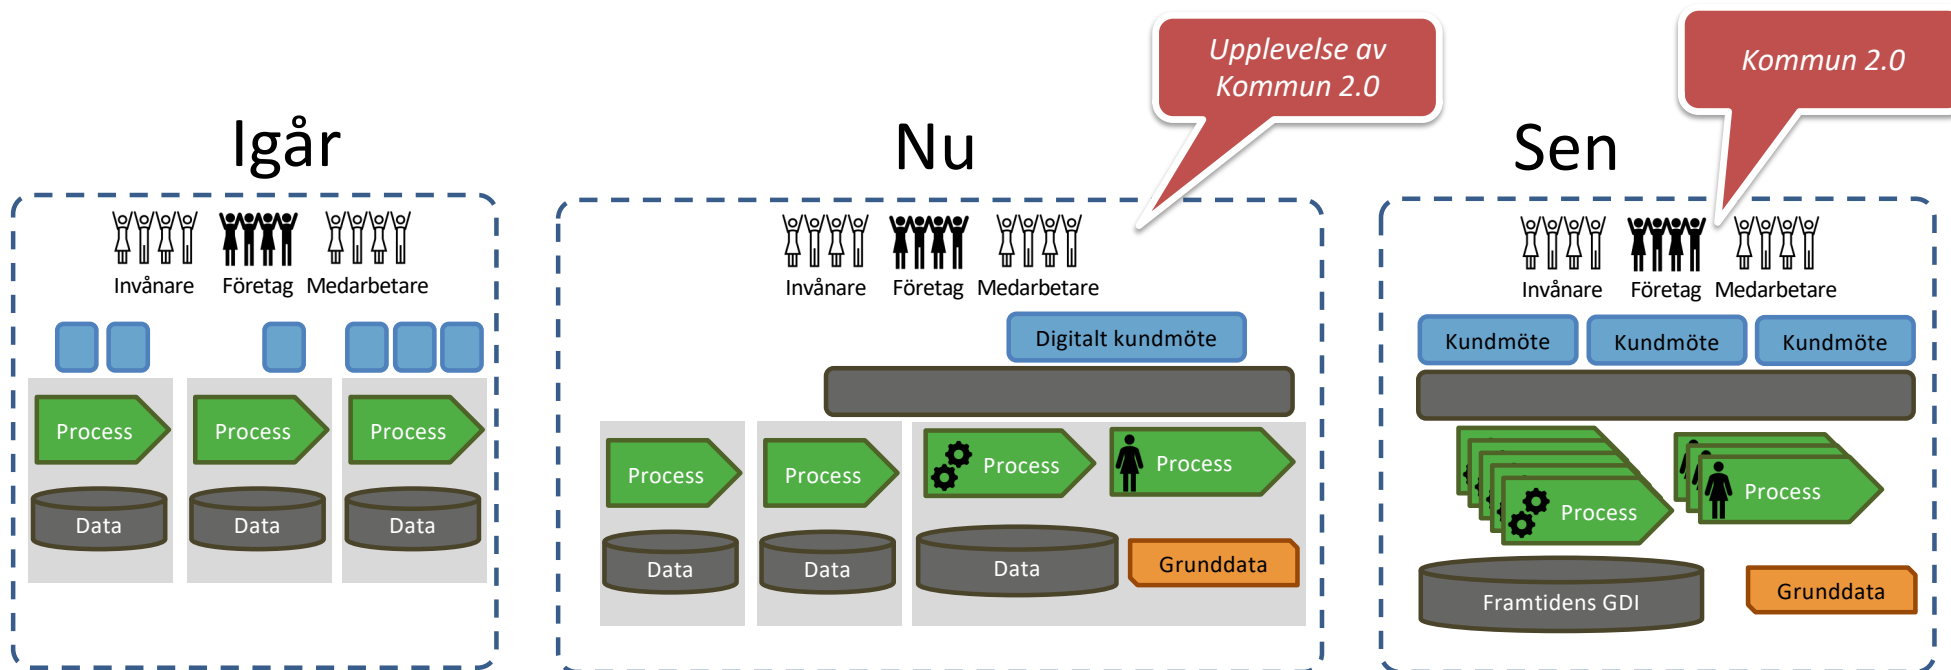 Upplevelse av
Kommun 2.0
Kommun 2.0
Igår
Nu
Sen
Invånare
Företag
Medarbetare
Invånare
Företag
Medarbetare
Invånare
Företag
Medarbetare
Digitalt kundmöte
Kundmöte
Kundmöte
Kundmöte
Process
Process
Process
Process
Process
Process
Process
Process
Process
Data
Data
Data
Data
Data
Data
Grunddata
Framtidens GDI
Grunddata